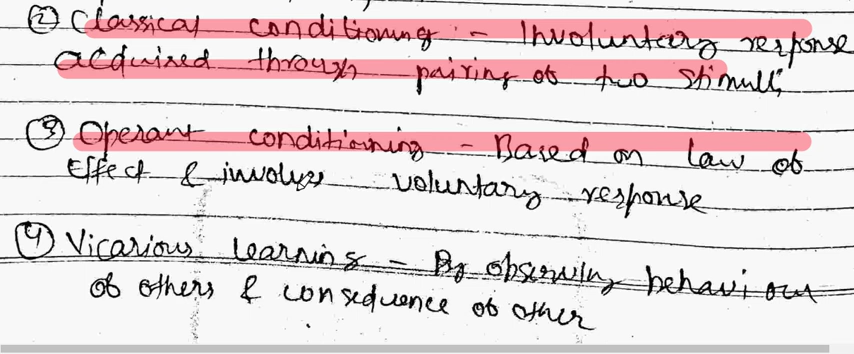 ② Classical conditioning :- Involuntary response
acquired through pairing of two stimuli;
③ Operant conditioning - Based on law of
Effect & involves voluntary response
④ Vicarious learning - By observing behaviour
of others & consequence of other